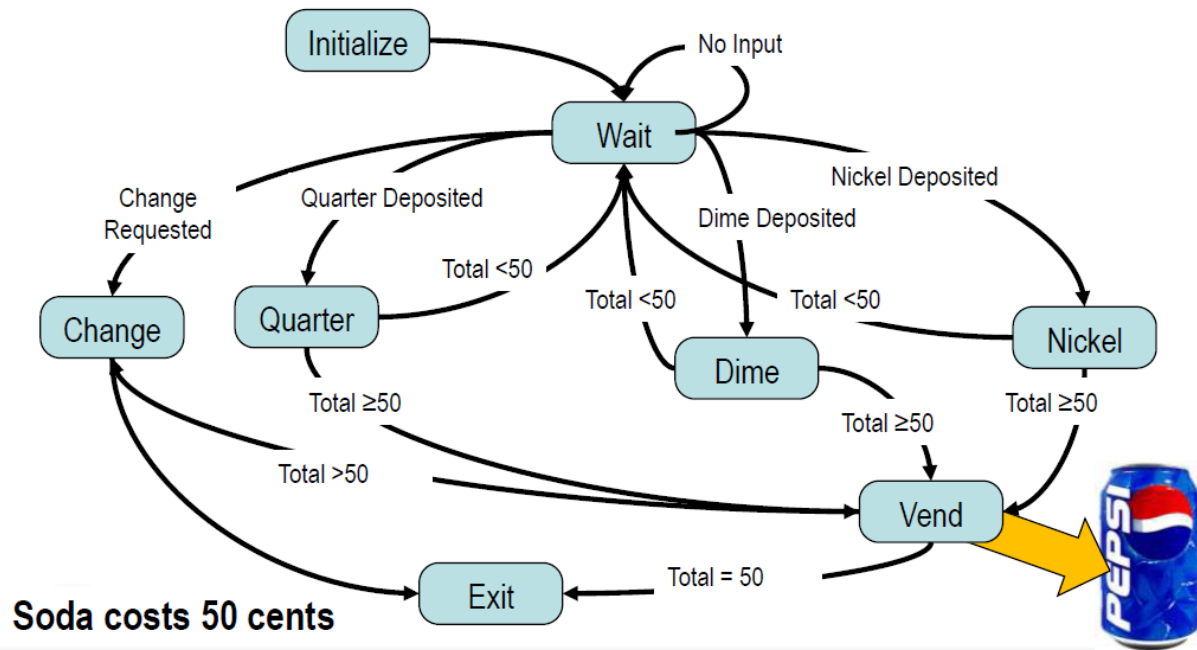 Initialize
No Input
Wait
Change
Requested
Quarter Deposited
Dime Deposited
Nickel Deposited
Total <50
Total <50
Total <50
Change
Quarter
Dime
Nickel
Total ≥50
Total ≥50
Total ≥50
Total >50
Vend
PEPSI
Total = 50
Exit
Soda costs 50 cents